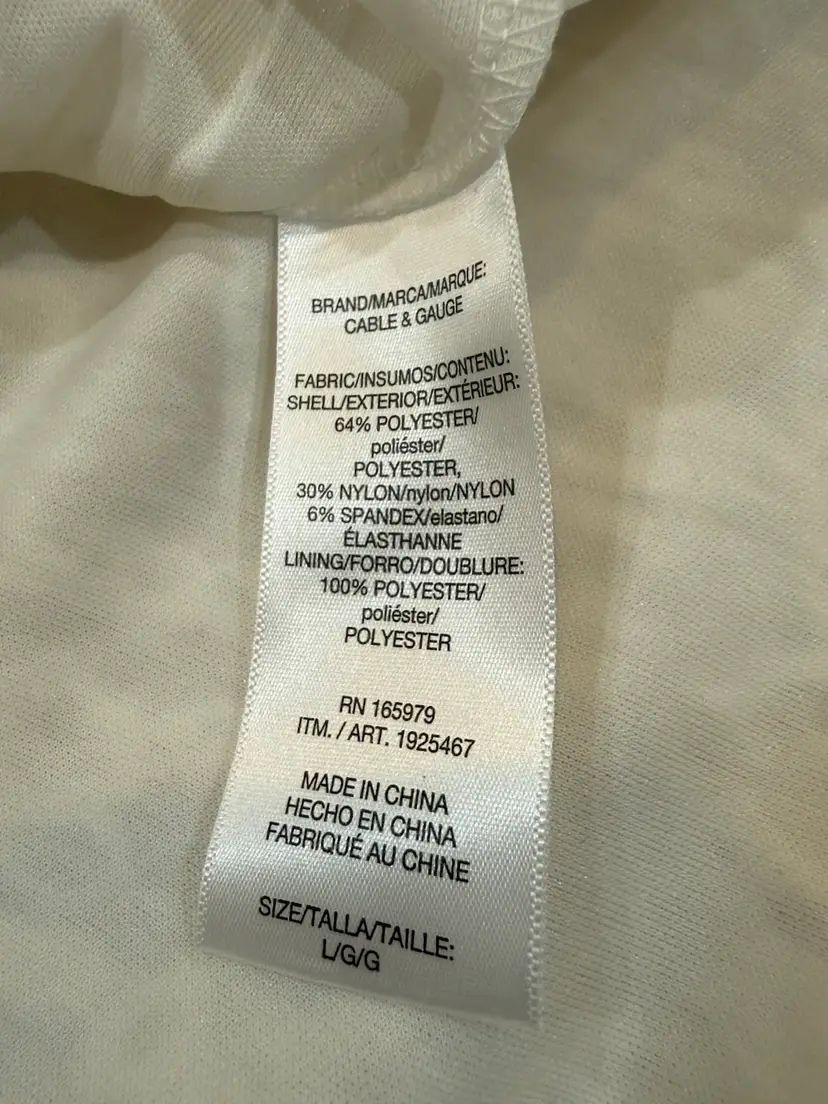 BRAND/MARCA/MARQUE:
CABLE & GAUGE
FABRIC/INSUMOS/CONTENU:
SHELL/EXTERIOR/EXTÉRIEUR:
64% POLYESTER/
poliéster/
POLYESTER,
30% NYLON/nylon/NYLON
6% SPANDEX/elastano/
ÉLASTHANNE
LINING/FORRO/DOUBLURE:
100% POLYESTER/
poliéster/
POLYESTER
RN 165979
ITM. / ART. 1925467
MADE IN CHINA
HECHO EN CHINA
FABRIQUÉ AU CHINE
SIZE/TALLA/TAILLE:
L/G/G